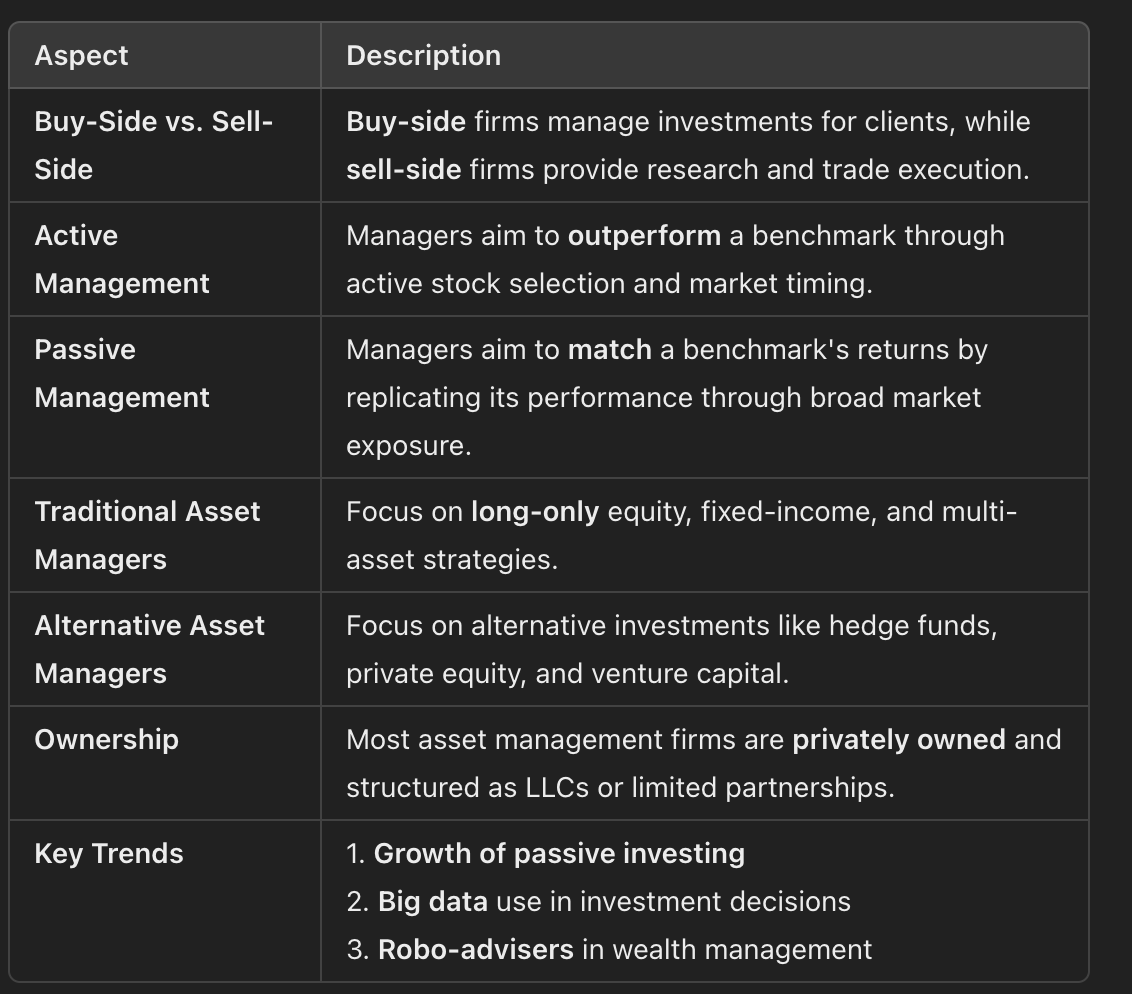 Aspect
Description
Buy-Side vs. Sell-
Side
Buy-side firms manage investments for clients, while
sell-side firms provide research and trade execution.
Active
Management
Managers aim to outperform a benchmark through
active stock selection and market timing.
Passive
Management
Managers aim to match a benchmark's returns by
replicating its performance through broad market
exposure.
Traditional Asset
Managers
Focus on long-only equity, fixed-income, and multi-
asset strategies.
Alternative Asset
Managers
Focus on alternative investments like hedge funds,
private equity, and venture capital.
Ownership
Most asset management firms are privately owned and
structured as LLCs or limited partnerships.
Key Trends
1. Growth of passive investing
2. Big data use in investment decisions
3. Robo-advisers in wealth management